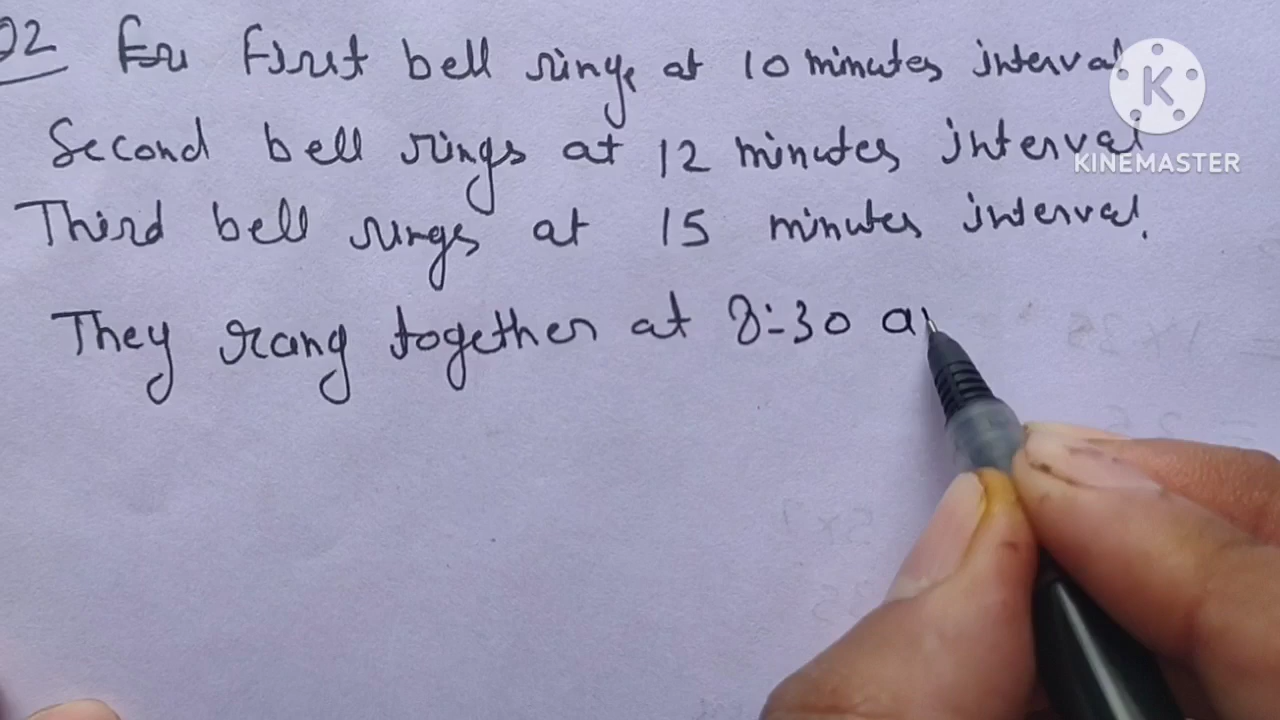 Q2 For First bell rings at 10 minutes interval
K
Second bell rings at 12 minutes interval
KINEMASTER
Third bell rings at 15 minutes interval.
They rang together at 8:30 a